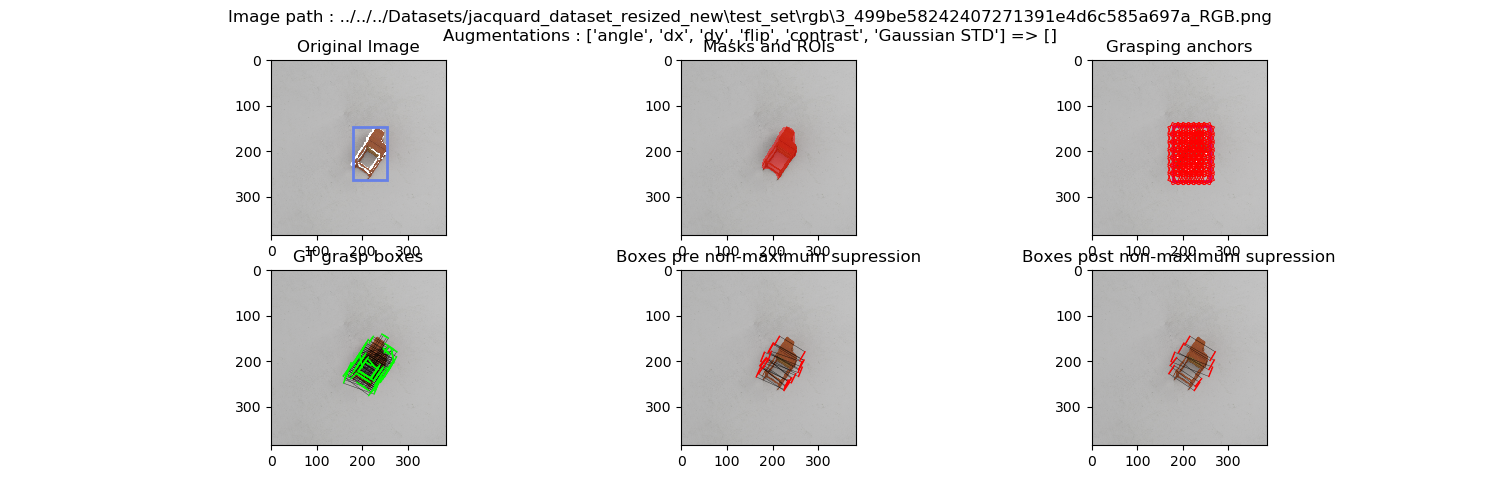 Image path : ../../../Datasets/jacquard_dataset_resized_new\test_set\rgb\3_499be58242407271391e4d6c585a697a_RGB.png
Augmentations : ['angle', 'dx', 'dy', 'flip', 'contrast', 'Gaussian STD'] => []
Original Image
0
100
200
300
0 100 200 300
Masks and ROIs
0
100
200
300
0 100 200 300
Grasping anchors
0
100
200
300
0 100 200 300
GT grasp boxes
0
100
200
300
0 100 200 300
Boxes pre non-maximum supression
0
100
200
300
0 100 200 300
Boxes post non-maximum supression
0
100
200
300
0 100 200 300